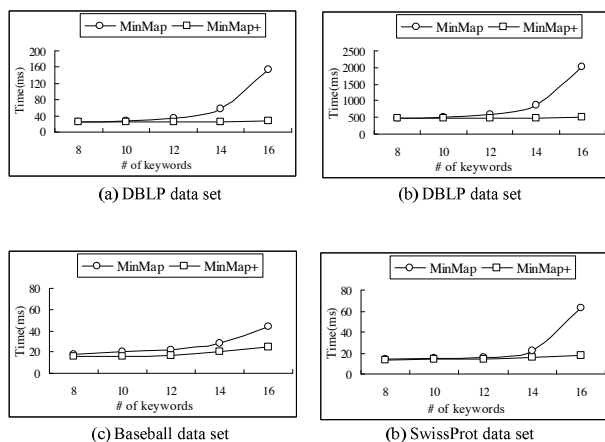 MinMap MinMap+
200
160
120
80
40
0
Time(ms)
8 10 12 14 16
# of keywords
(a) DBLP data set
MinMap MinMap+
2500
2000
1500
1000
500
0
Time(ms)
8 10 12 14 16
# of keywords
(b) DBLP data set
MinMap MinMap+
80
60
40
20
0
Time(ms)
8 10 12 14 16
# of keywords
(c) Baseball data set
MinMap MinMap+
80
60
40
20
0
Time(ms)
8 10 12 14 16
# of keywords
(b) SwissProt data set